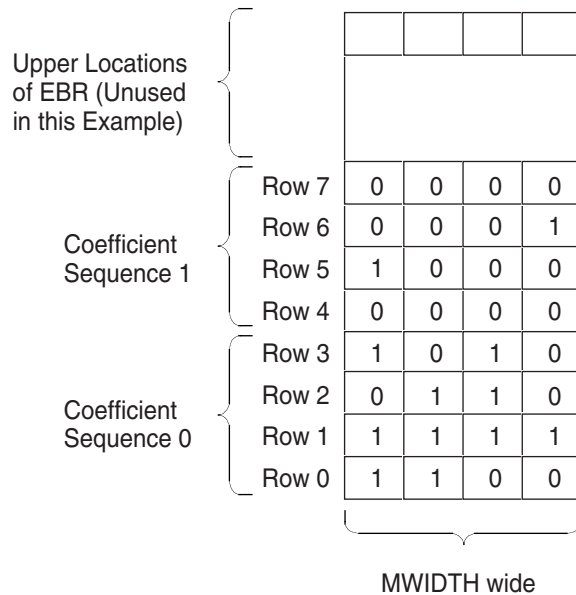 Upper Locations
of EBR (Unused
in this Example)
Row 7 0 0 0 0
Row 6 0 0 0 1
Coefficient
Sequence 1
Row 5 1 0 0 0
Row 4 0 0 0 0
Row 3 1 0 1 0
Row 2 0 1 1 0
Coefficient
Sequence 0
Row 1 1 1 1 1
Row 0 1 1 0 0
MWIDTH wide